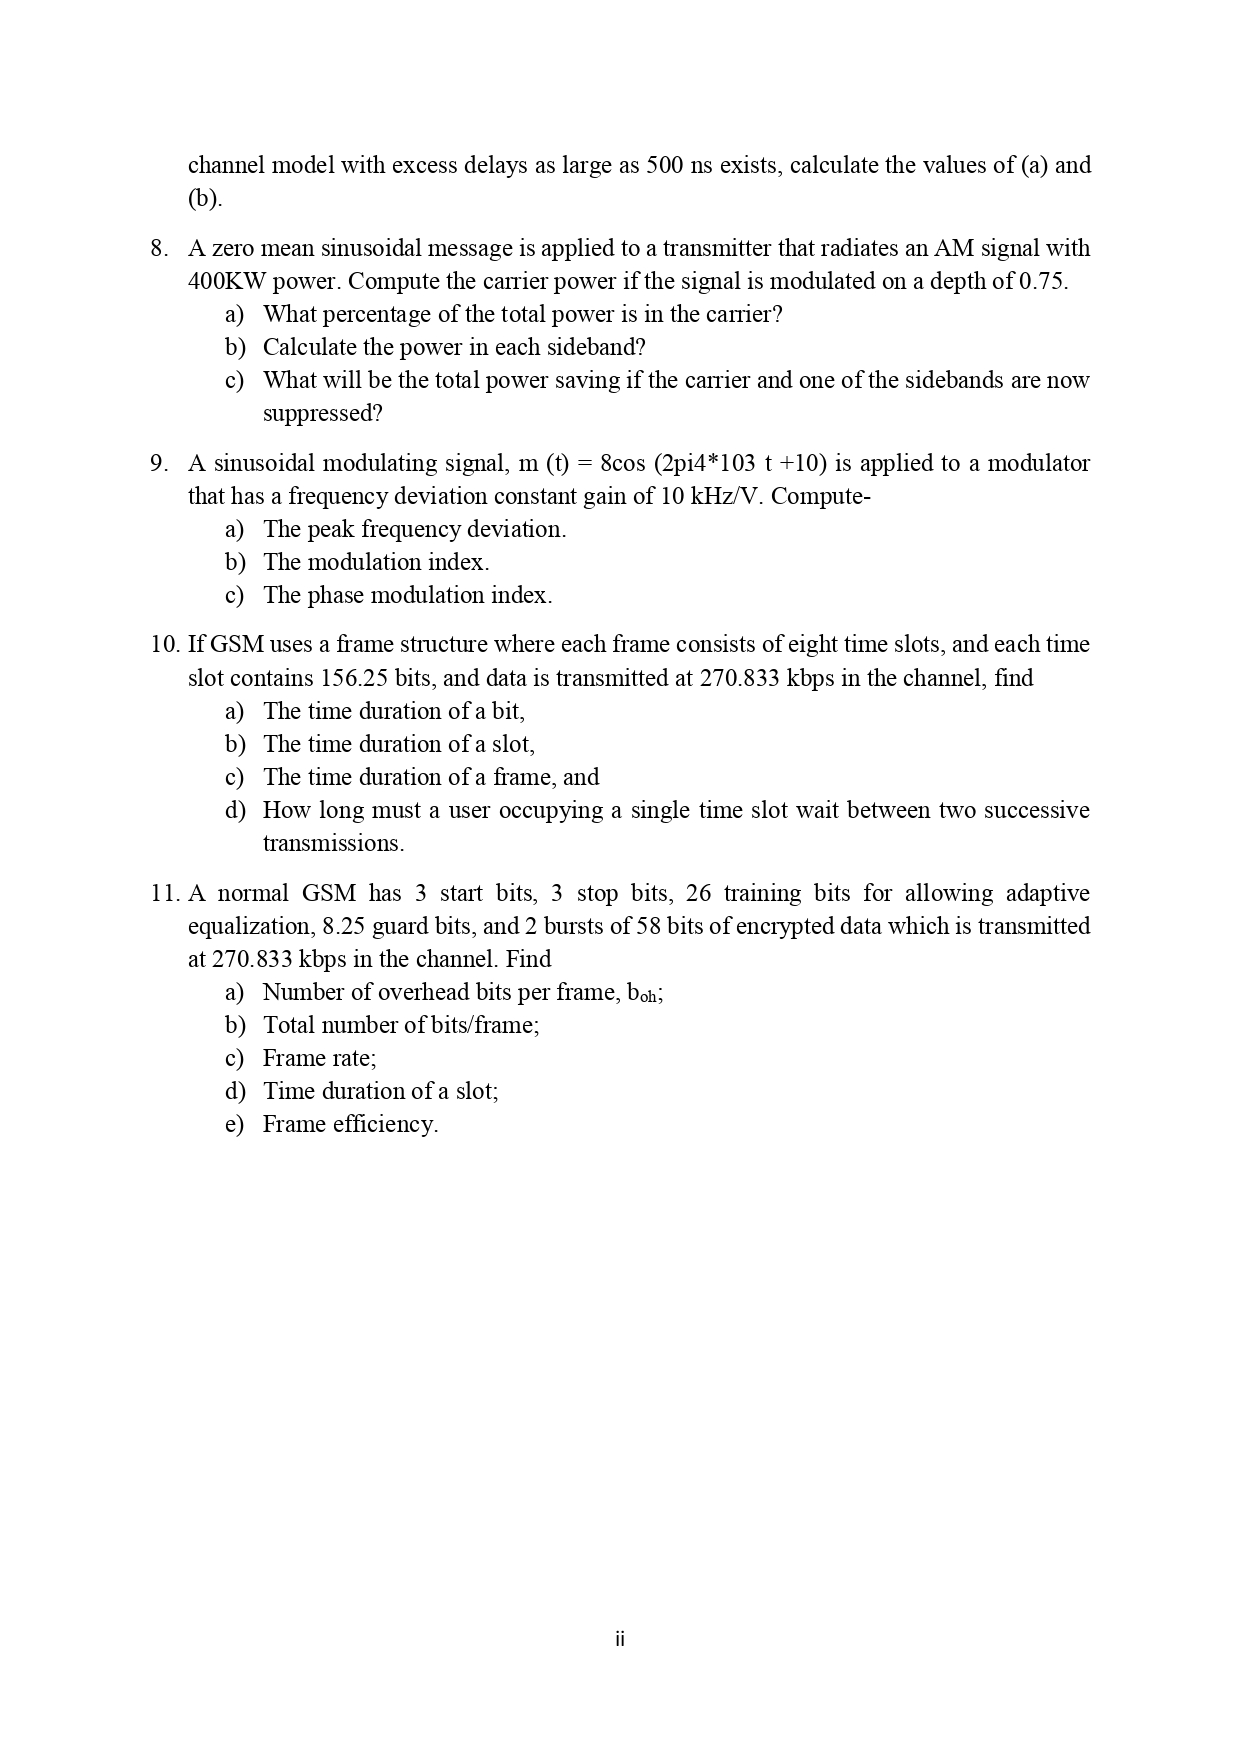 channel model with excess delays as large as 500 ns exists, calculate the values of (a) and
(b).
8. A zero mean sinusoidal message is applied to a transmitter that radiates an AM signal with
400KW power. Compute the carrier power if the signal is modulated on a depth of 0.75.
a) What percentage of the total power is in the carrier?
b) Calculate the power in each sideband?
c) What will be the total power saving if the carrier and one of the sidebands are now
suppressed?
9. A sinusoidal modulating signal, m (t) = 8cos (2pi4*103 t +10) is applied to a modulator
that has a frequency deviation constant gain of 10 kHz/V. Compute-
a) The peak frequency deviation.
b) The modulation index.
c) The phase modulation index.
10. If GSM uses a frame structure where each frame consists of eight time slots, and each time
slot contains 156.25 bits, and data is transmitted at 270.833 kbps in the channel, find
a) The time duration of a bit,
b) The time duration of a slot,
c) The time duration of a frame, and
d) How long must a user occupying a single time slot wait between two successive
transmissions.
11. A normal GSM has 3 start bits, 3 stop bits, 26 training bits for allowing adaptive
equalization, 8.25 guard bits, and 2 bursts of 58 bits of encrypted data which is transmitted
at 270.833 kbps in the channel. Find
a) Number of overhead bits per frame, boh;
b) Total number of bits/frame;
c) Frame rate;
d) Time duration of a slot;
e) Frame efficiency.
ii